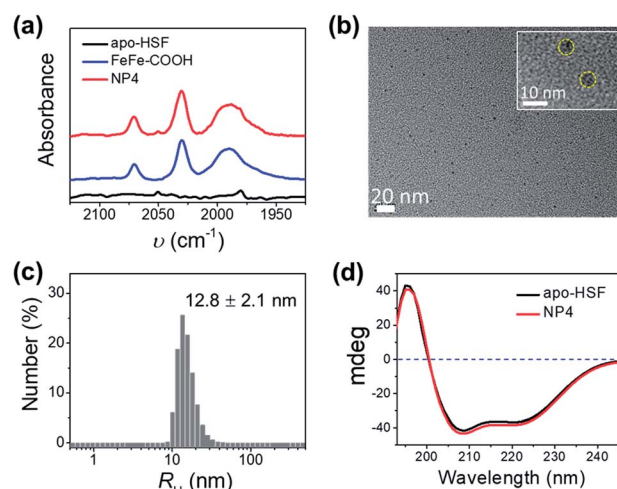 (a)
apo-HSF
FeFe-COOH
NP4
Absorbance
2100 2050 2000 1950
υ (cm⁻¹)
(b)
10 nm
20 nm
(c)
12.8 ± 2.1 nm
Number (%)
30
20
10
0
1 10 100
(nm)
(d)
apo-HSF
NP4
mdeg
40
20
0
-20
-40
200 210 220 230 240
Wavelength (nm)